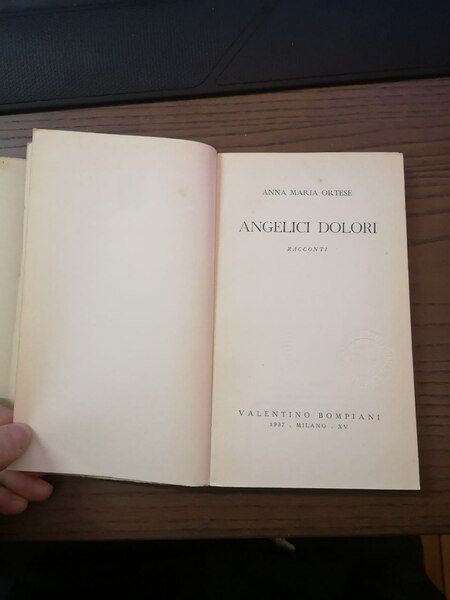 ANNA MARIA ORTESE
ANGELICI DOLORI
RACCONTI
VALENTINO BOMPIANI
1937 . MILANO . XV